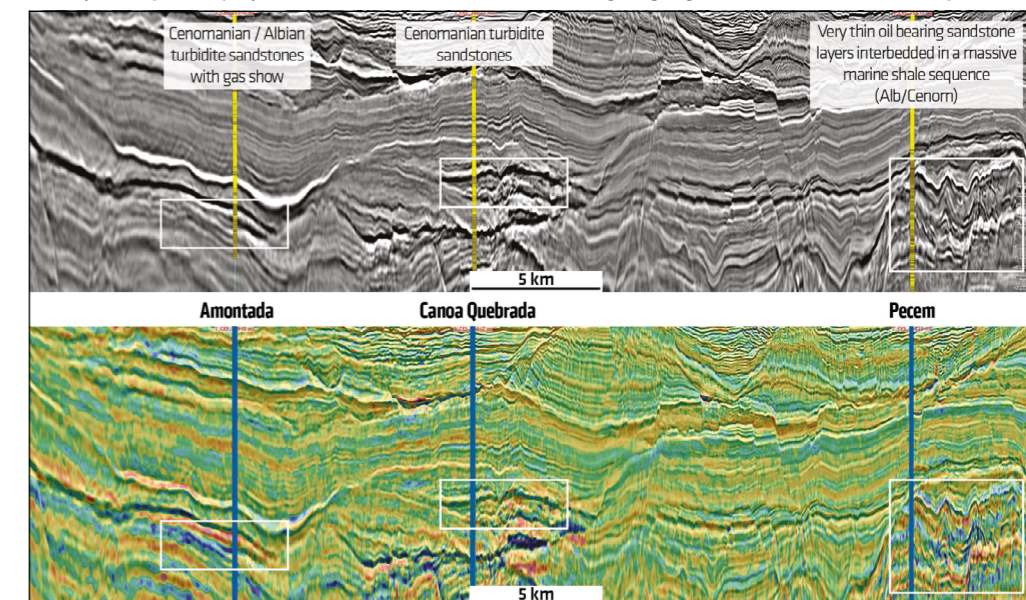 Cenomanian / Albian
turbidite sandstones
with gas show
Cenomanian turbidite
sandstones
Very thin oil bearing sandstone
layers interbedded in a massive
marine shale sequence
(Alb/Cenom)
5 km
Amontada
Canoa Quebrada
Pecem
5 km